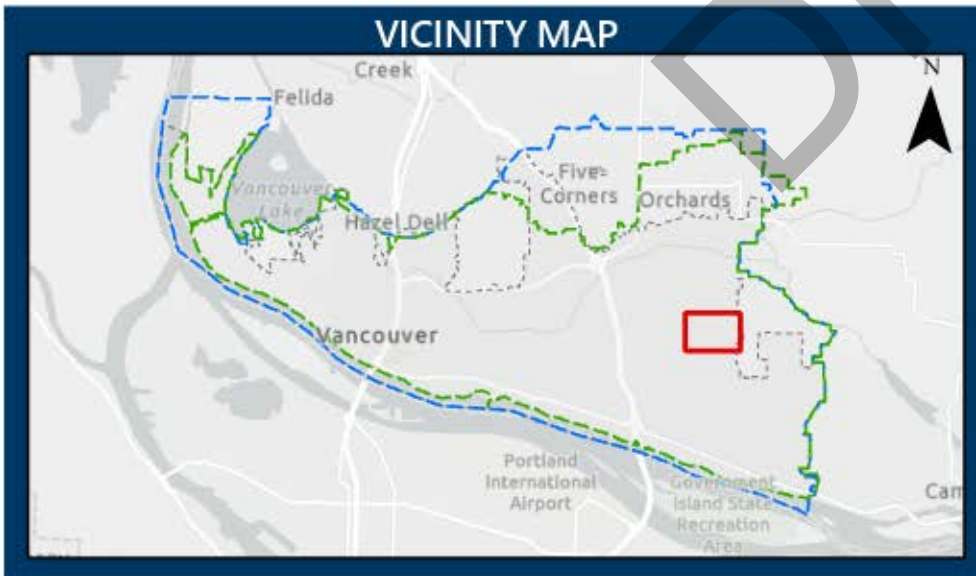 VICINITY MAP
Creek
N
Felida
Vancouver
Lake
Five
Corners
Orchards
Hazel Dell
Vancouver
Portland
International
Airport
Government
Island State
Recreation
Area
Cam